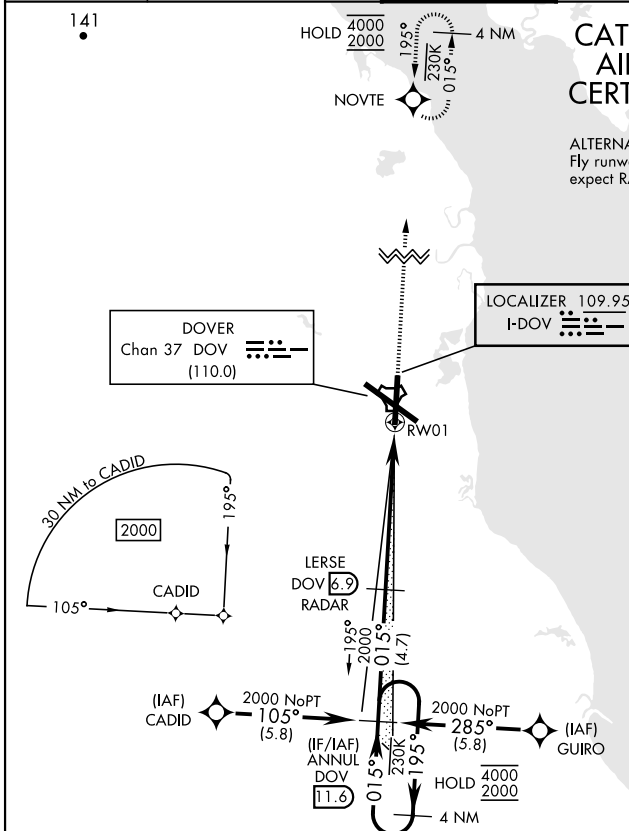 141
HOLD 4000
2000
195°
230K
015°
4 NM
NOVTE
CAT
AI
CERT
ALTERNA
Fly runw
expect R
LOCALIZER 109.95
I-DOV
DOVER
Chan 37 DOV
(110.0)
RW01
30 NM to CADID
2000
195°
105°
CADID
LERSE
DOV 6.9
RADAR
195°
2000
015°
(4.7)
(IAF)
CADID
2000 NoPT
105°
(5.8)
2000 NoPT
285°
(5.8)
(IAF)
GUIRO
(IF/IAF)
ANNUL
DOV
11.6
015°
230K
195°
HOLD 4000
2000
4 NM